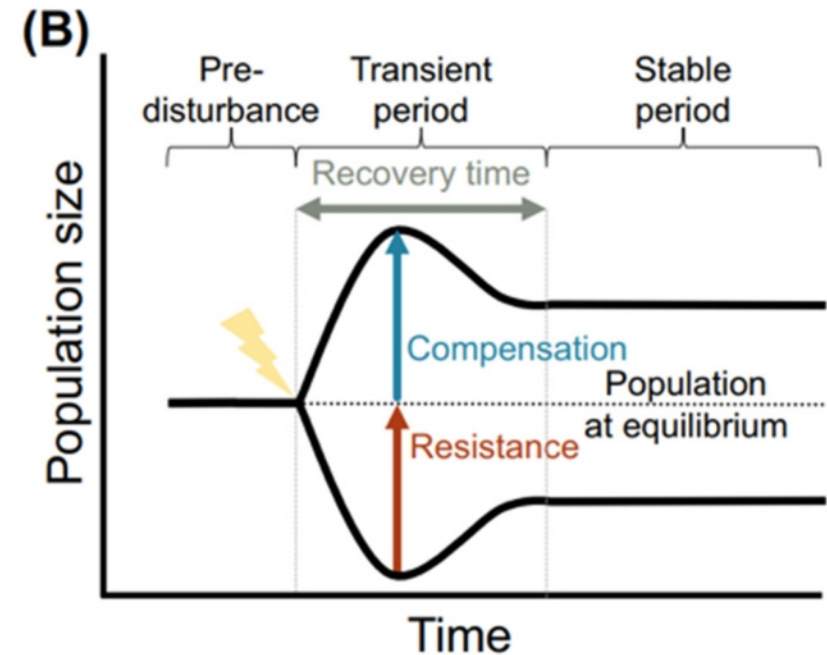 (B)
Pre-
disturbance
Transient
period
Stable
period
Recovery time
Population size
Compensation
Population
at equilibrium
Resistance
Time